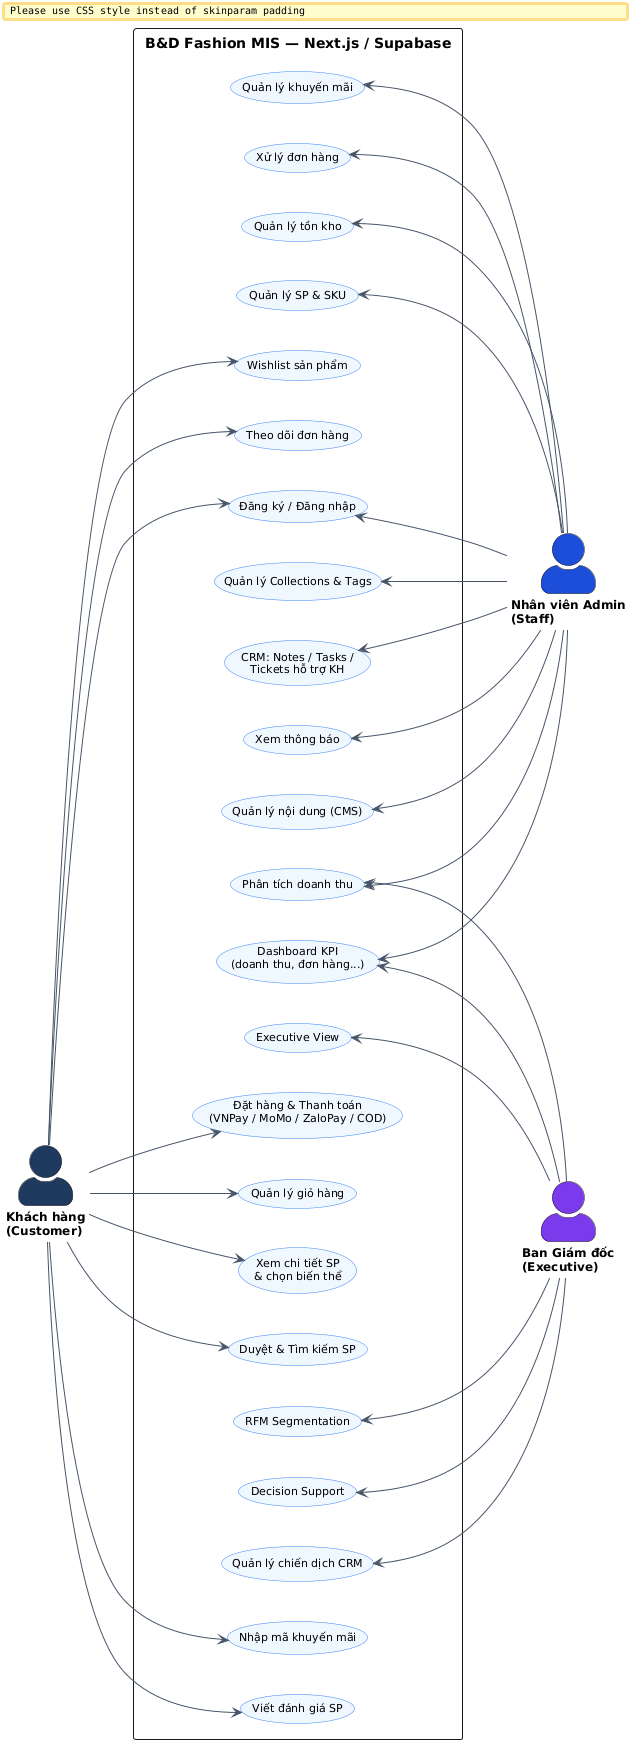 Please use CSS style instead of skinparam padding
B&D Fashion MIS — Next.js / Supabase
Quản lý khuyến mãi
Xử lý đơn hàng
Quản lý tồn kho
Quản lý SP & SKU
Wishlist sản phẩm
Theo dõi đơn hàng
Đăng ký / Đăng nhập
Quản lý Collections & Tags
Nhân viên Admin
(Staff)
CRM: Notes / Tasks /
Tickets hỗ trợ KH
Xem thông báo
Quản lý nội dung (CMS)
Phân tích doanh thu
Dashboard KPI
(doanh thu, đơn hàng...)
Executive View
Đặt hàng & Thanh toán
(VNPay / MoMo / ZaloPay / COD)
Quản lý giỏ hàng
Khách hàng
(Customer)
Ban Giám đốc
(Executive)
Xem chi tiết SP
& chọn biến thể
Duyệt & Tìm kiếm SP
RFM Segmentation
Decision Support
Quản lý chiến dịch CRM
Nhập mã khuyến mãi
Viết đánh giá SP